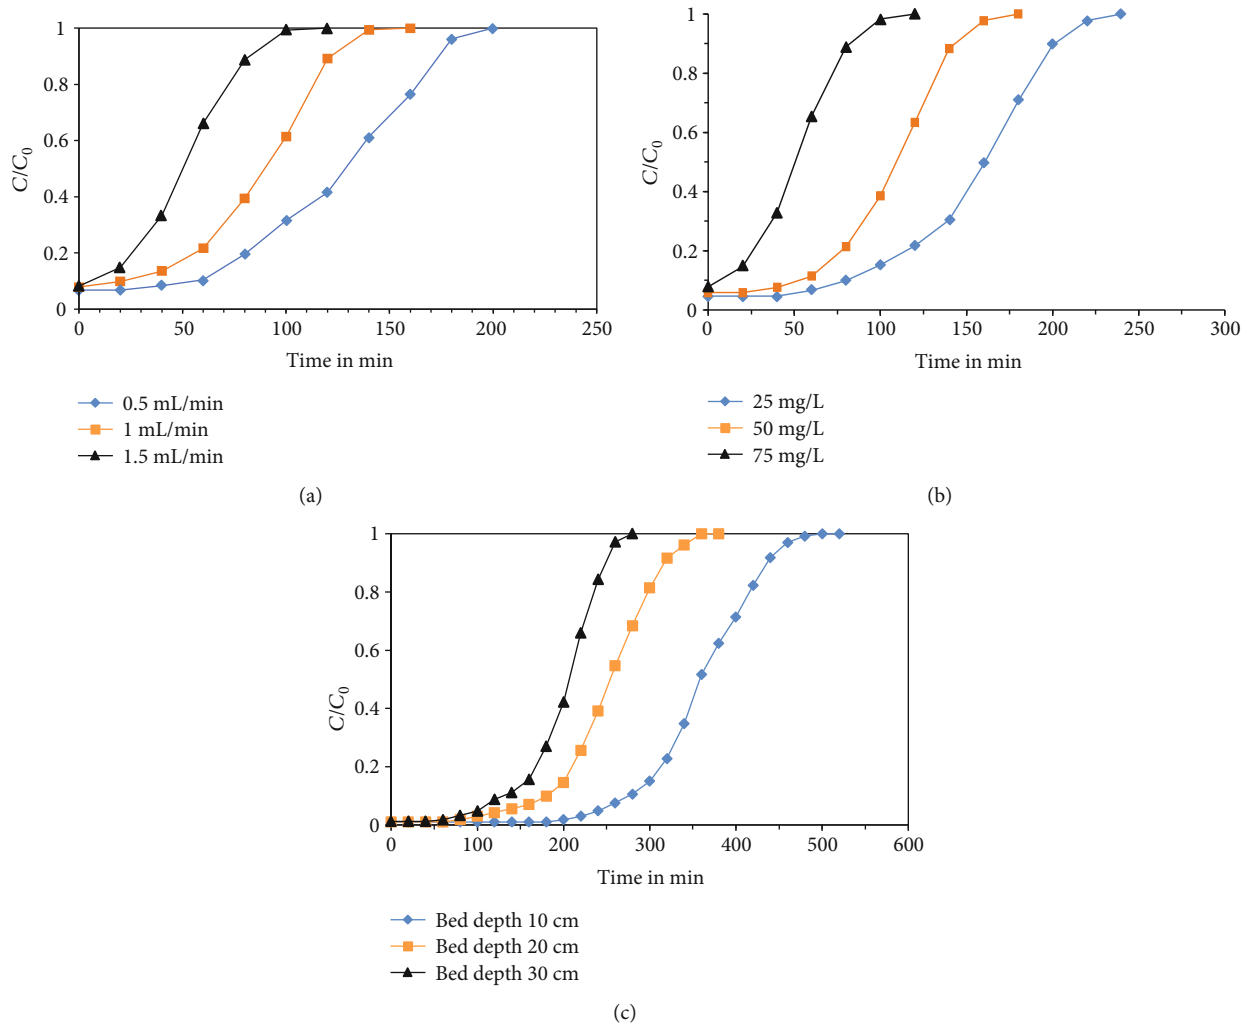 1
0.8
0.6
0.4
0.2
0
C/C0
0 50 100 150 200 250
Time in min
0.5 mL/min
1 mL/min
1.5 mL/min
(a)
1
0.8
0.6
0.4
0.2
0
C/C0
0 50 100 150 200 250 300
Time in min
25 mg/L
50 mg/L
75 mg/L
(b)
1
0.8
0.6
0.4
0.2
0
C/C0
0 100 200 300 400 500 600
Time in min
Bed depth 10 cm
Bed depth 20 cm
Bed depth 30 cm
(c)